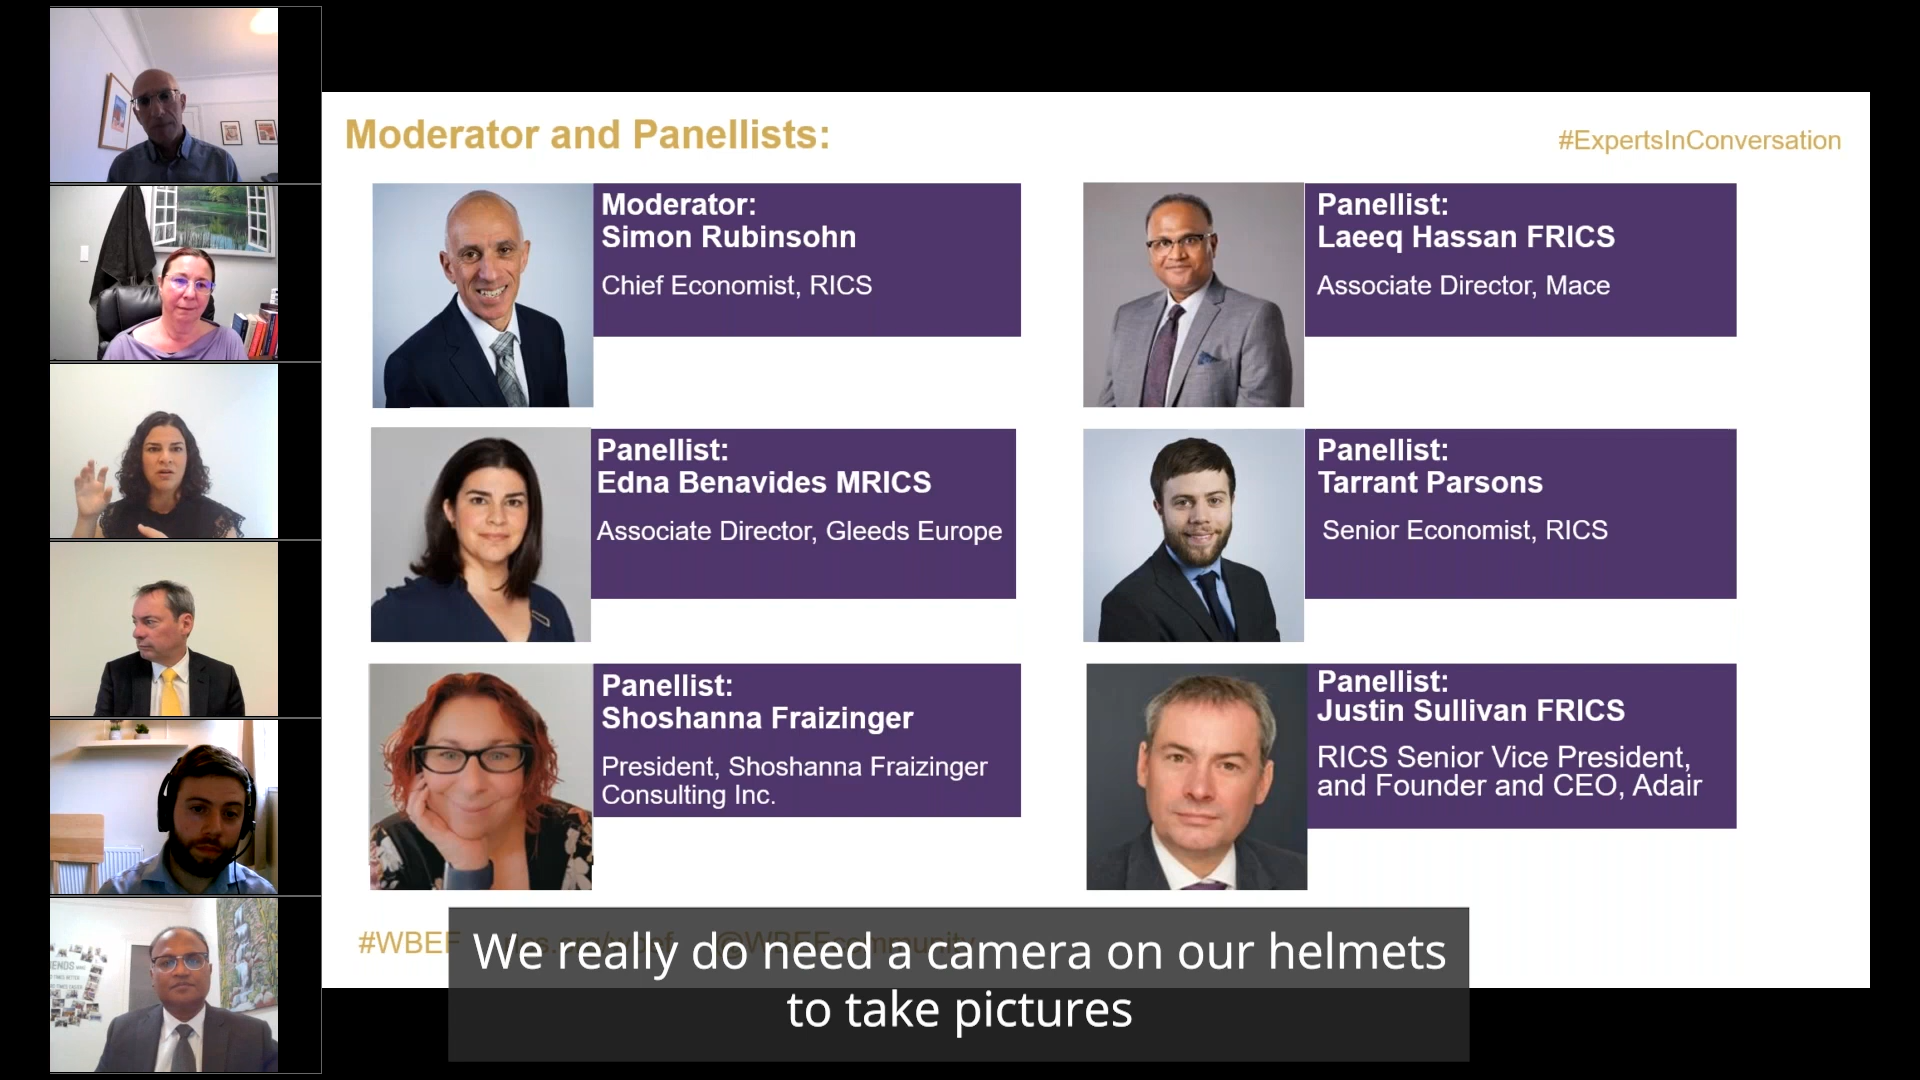 Moderator and Panellists:
#ExpertsInConversation
Moderator:
Simon Rubinsohn
Chief Economist, RICS
Panellist:
Laeeq Hassan FRICS
Associate Director, Mace
Panellist:
Edna Benavides MRICS
Associate Director, Gleeds Europe
Panellist:
Tarrant Parsons
Senior Economist, RICS
Panellist:
Shoshanna Fraizinger
President, Shoshanna Fraizinger
Consulting Inc.
Panellist:
Justin Sullivan FRICS
RICS Senior Vice President,
and Founder and CEO, Adair
#WBEF
We really do need a camera on our helmets
to take pictures